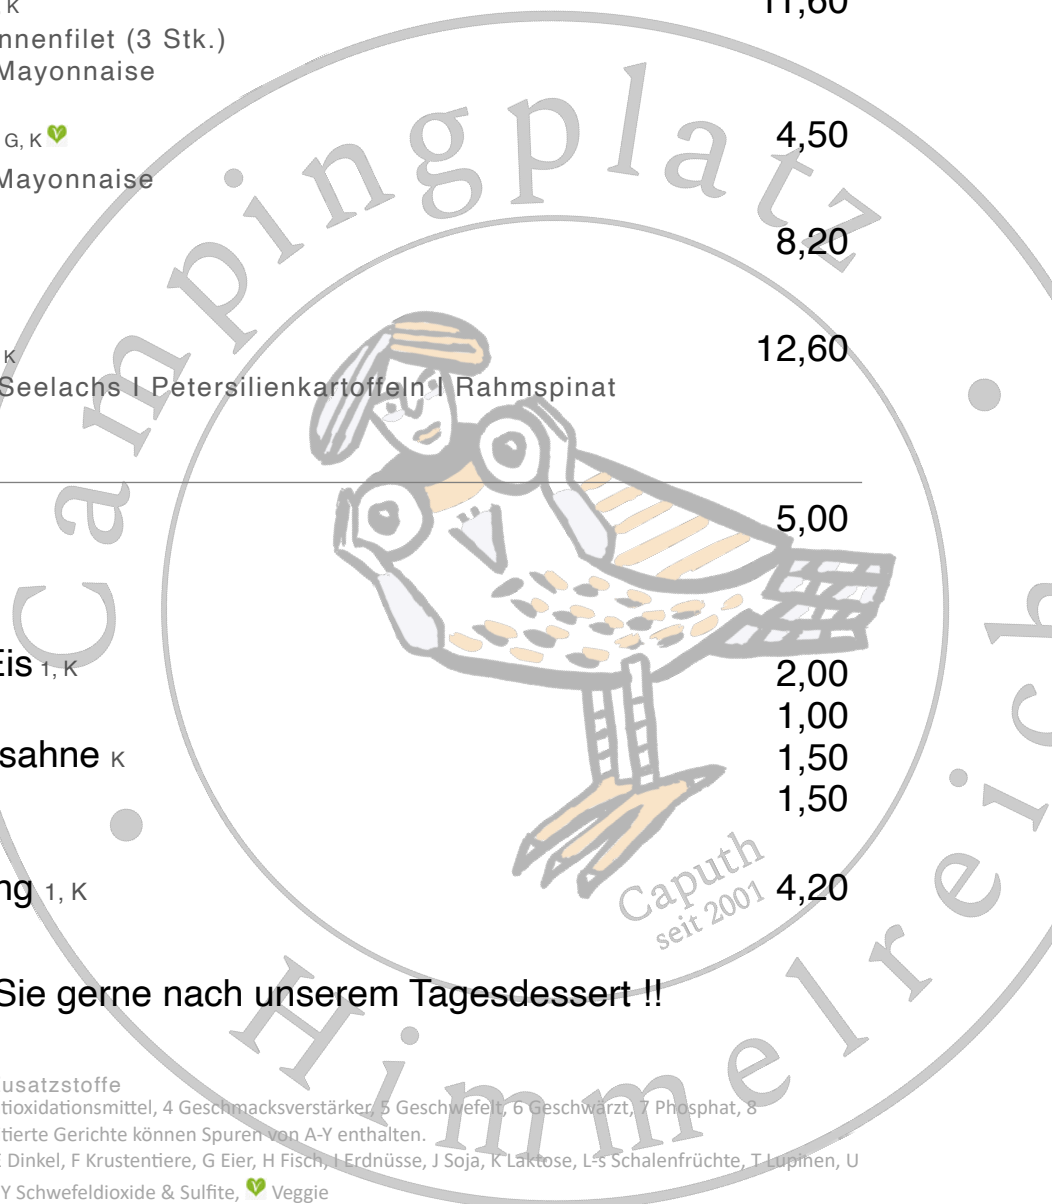 K 11,60
nnenfilet (3 Stk.)
Mayonnaise
G, K 4,50
Mayonnaise
8,20
K 12,60
Seelachs I Petersilienkartoffeln I Rahmspinat
5,00
Eis 1, K 2,00
1,00
sahne K 1,50
1,50
ng 1, K 4,20
Sie gerne nach unserem Tagesdessert !!
usatzstoffe
tioxidationsmittel, 4 Geschmacksverstärker, 5 Geschwefelt, 6 Geschwärzt, 7 Phosphat, 8
tierte Gerichte können Spuren von A-Y enthalten.
E Dinkel, F Krustentiere, G Eier, H Fisch, I Erdnüsse, J Soja, K Laktose, L-s Schalenfrüchte, T Lupinen, U
Y Schwefeldioxide & Sulfite, V Veggie
Campingplatz
Himmelreich
Caputh
seit 2001